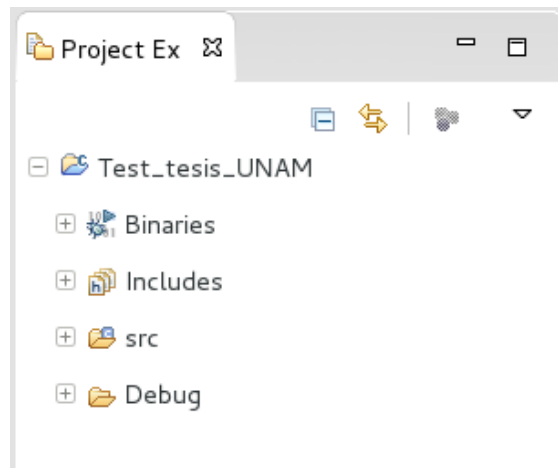 Project Ex
Test_tesis_UNAM
Binaries
Includes
src
Debug